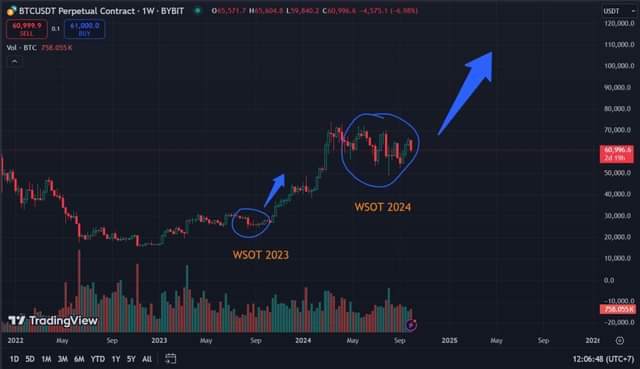 BTCUSDT Perpetual Contract · 1W · BYBIT O65,571.7 H65,604.8 L59,840.2 C60,996.6 −4,575.1 (−6.98%) USDT
60,999.9 SELL 0.1 61,000.0 BUY
Vol · BTC 758.055K
120,000.0
110,000.0
100,000.0
90,000.0
80,000.0
70,000.0
60,996.6
2d 19h
50,000.0
40,000.0
30,000.0
20,000.0
10,000.0
0.0
−10,000.0
758.055K
−20,000.0
WSOT 2024
WSOT 2023
TradingView
2022 May Sep 2023 May Sep 2024 May Sep 2025 May Sep 2026
1D 5D 1M 3M 6M YTD 1Y 5Y All 12:06:48 (UTC+7)